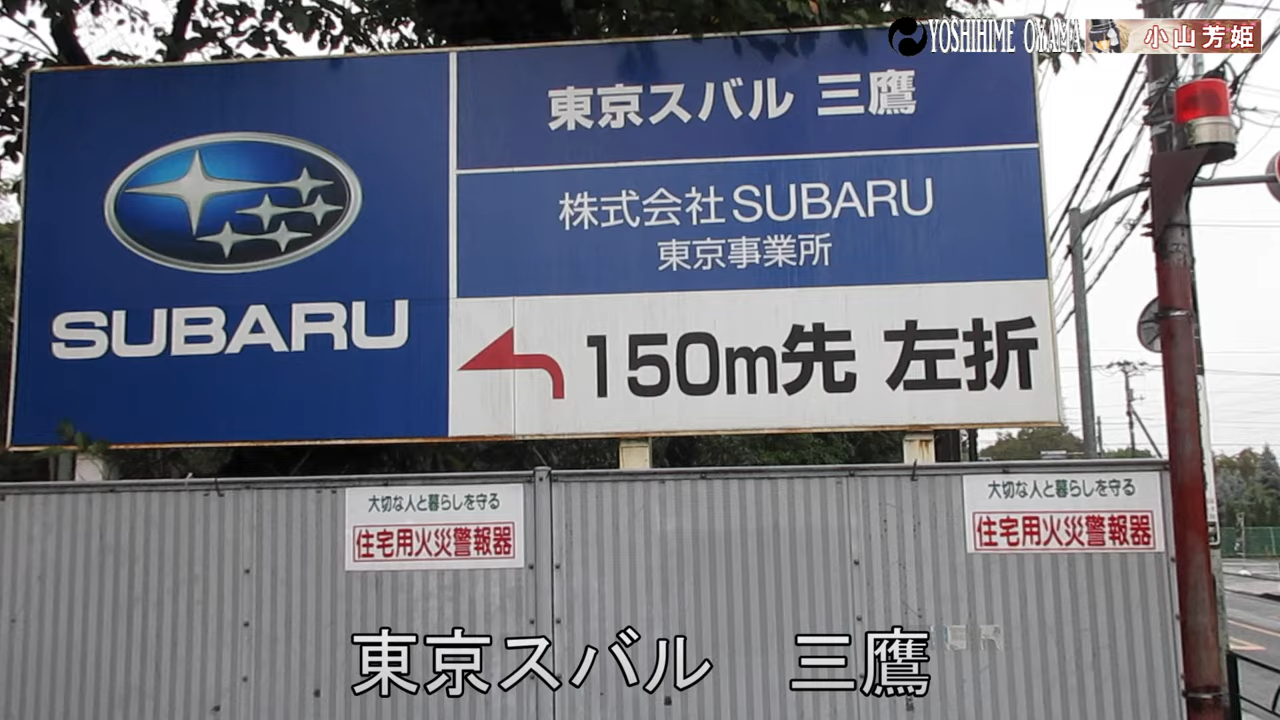 YOSHIHIME OYAMA 小山芳姫
SUBARU
東京スバル 三鷹
株式会社SUBARU
東京事業所
150m先 左折
大切な人と暮らしを守る
住宅用火災警報器
大切な人と暮らしを守る
住宅用火災警報器
東京スバル 三鷹